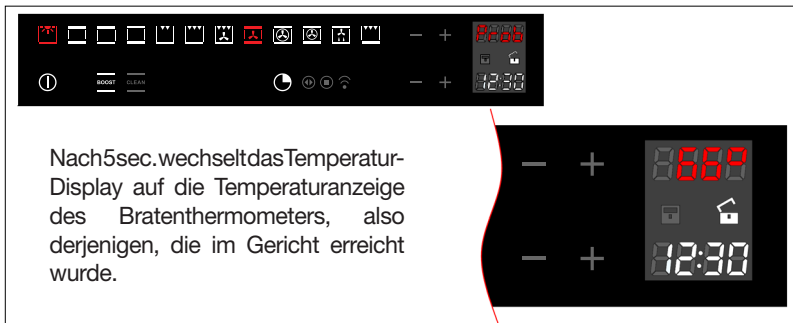 Prob
BOOST CLEAN
12:30
Nach5sec.wechseltdasTemperatur-
Display auf die Temperaturanzeige
des Bratenthermometers, also
derjenigen, die im Gericht erreicht
wurde.
66°
12:30